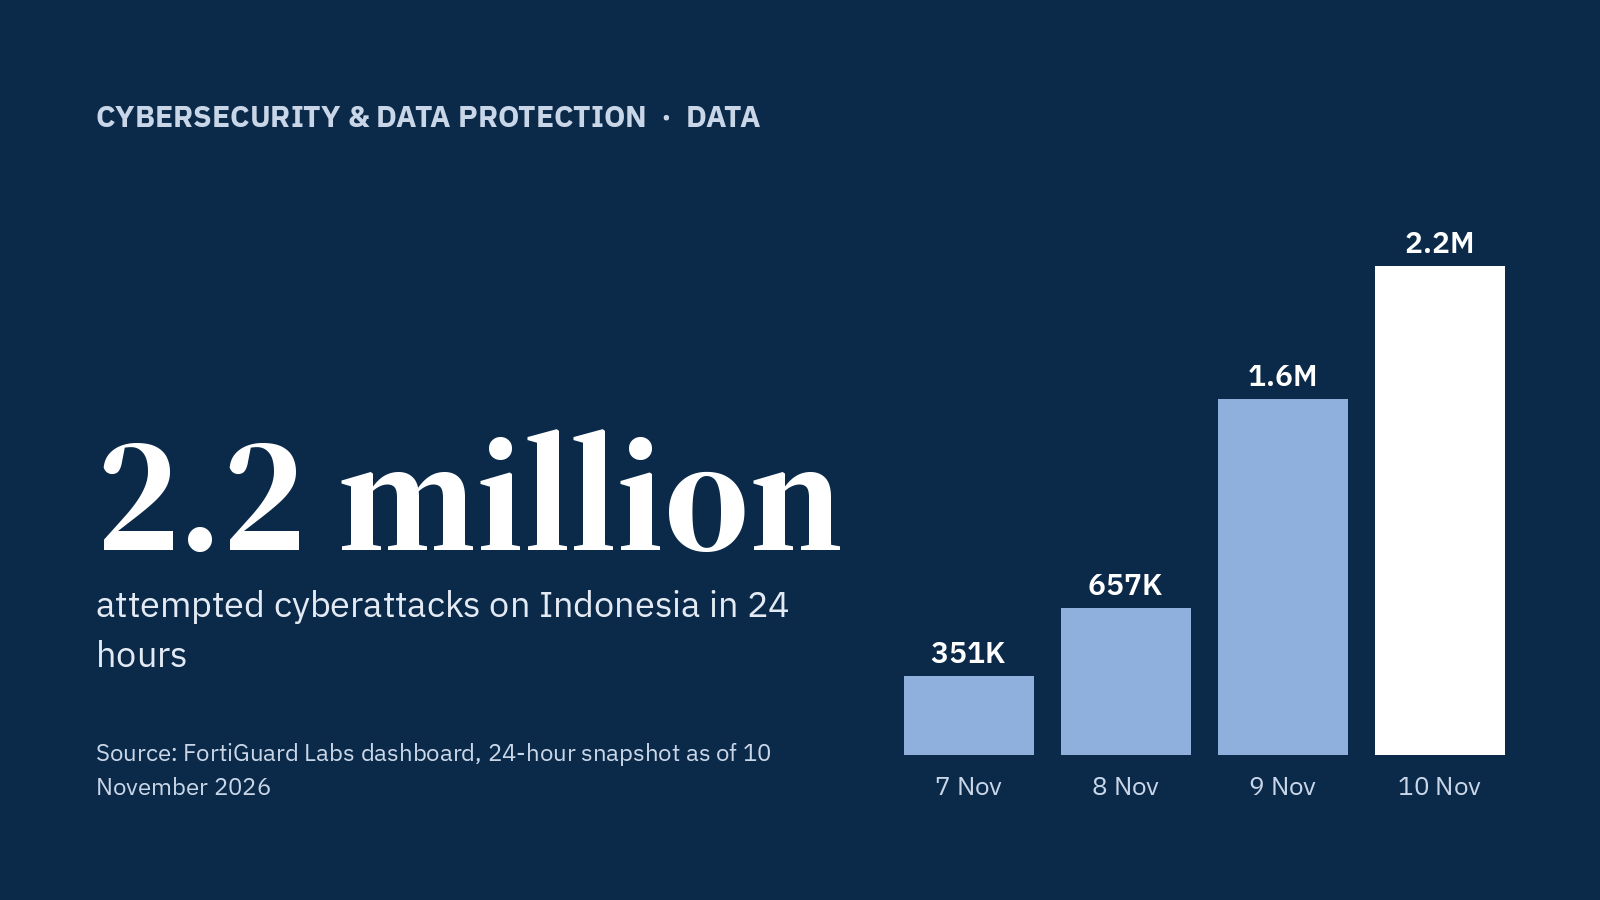 CYBERSECURITY & DATA PROTECTION · DATA
2.2 million
attempted cyberattacks on Indonesia in 24
hours
Source: FortiGuard Labs dashboard, 24-hour snapshot as of 10
November 2026
351K
657K
1.6M
2.2M
7 Nov
8 Nov
9 Nov
10 Nov